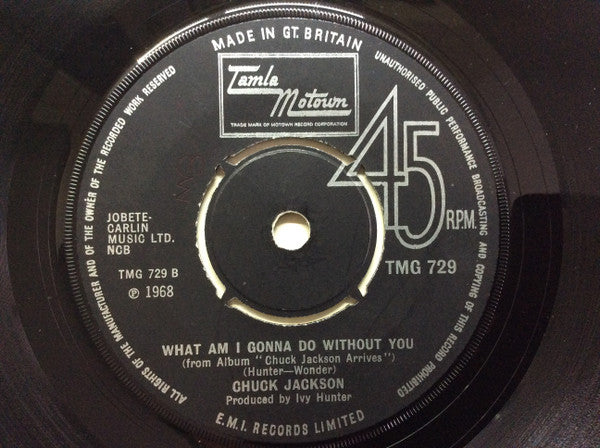 MADE IN GT. BRITAIN
UNAUTHORISED PUBLIC PERFORMANCE BROADCASTING AND COPYING OF THIS RECORD PROHIBITED
ALL RIGHTS OF THE MANUFACTURER AND OF THE OWNER OF THE RECORDED WORK RESERVED
Tamla
Motown
TRADE MARK OF MOTOWN RECORD CORPORATION
45
R.P.M.
JOBETE-
CARLIN
MUSIC LTD.
NCB
TMG 729 B
℗ 1968
TMG 729
WHAT AM I GONNA DO WITHOUT YOU
(from Album "Chuck Jackson Arrives")
(Hunter—Wonder)
CHUCK JACKSON
Produced by Ivy Hunter
E.M.I. RECORDS LIMITED